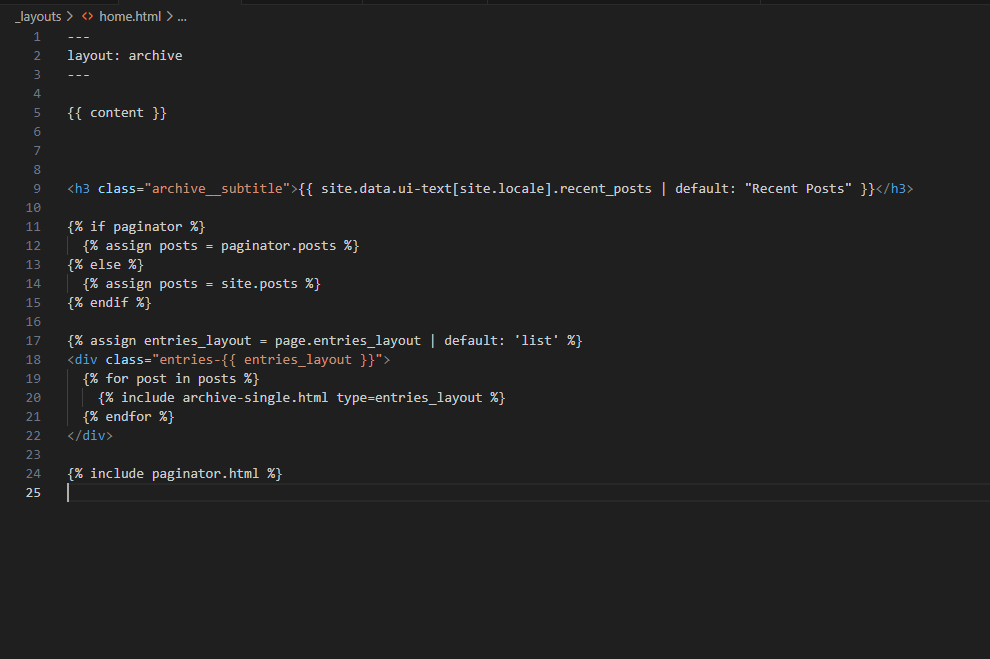 _layouts > <> home.html > ...
1 ---
2 layout: archive
3 ---
4
5 {{ content }}
6
7
8
9 <h3 class="archive__subtitle">{{ site.data.ui-text[site.locale].recent_posts | default: "Recent Posts" }}</h3>
10
11 {% if paginator %}
12   {% assign posts = paginator.posts %}
13 {% else %}
14   {% assign posts = site.posts %}
15 {% endif %}
16
17 {% assign entries_layout = page.entries_layout | default: 'list' %}
18 <div class="entries-{{ entries_layout }}">
19   {% for post in posts %}
20     {% include archive-single.html type=entries_layout %}
21   {% endfor %}
22 </div>
23
24 {% include paginator.html %}
25